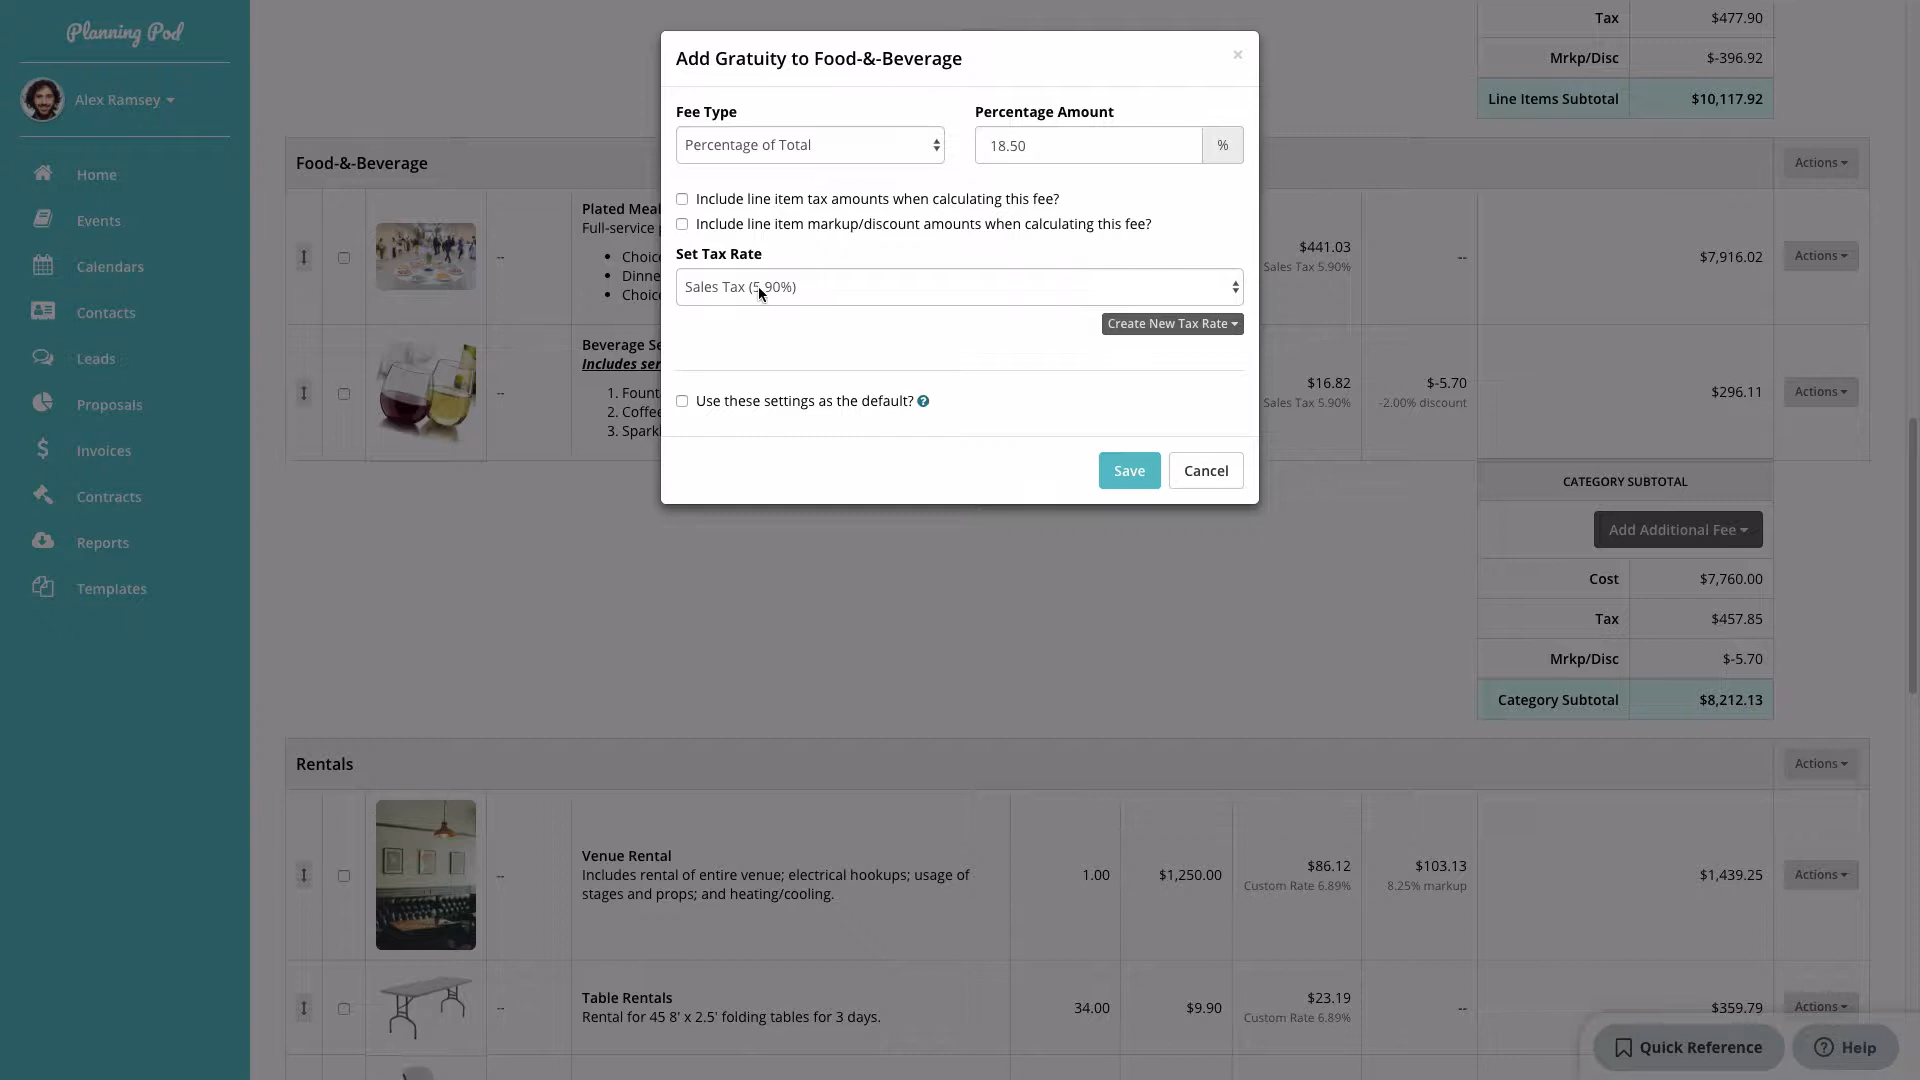 Planning Pod
Alex Ramsey
Home
Events
Calendars
Contacts
Leads
Proposals
Invoices
Contracts
Reports
Templates
Tax $477.90
Mrkp/Disc $-396.92
Line Items Subtotal $10,117.92
Add Gratuity to Food-&-Beverage ×
Fee Type Percentage Amount
Percentage of Total 18.50 %
Include line item tax amounts when calculating this fee?
Include line item markup/discount amounts when calculating this fee?
Set Tax Rate
Sales Tax (5.90%)
Create New Tax Rate
Use these settings as the default? ?
Save Cancel
Food-&-Beverage Actions
-- Plated Meal
Full-service
• Choice
• Dinne
• Choice
$441.03
Sales Tax 5.90%
-- $7,916.02 Actions
-- Beverage Se
Includes ser
1. Fount
2. Coffee
3. Spark
$16.82
Sales Tax 5.90%
$-5.70
-2.00% discount
$296.11 Actions
CATEGORY SUBTOTAL
Add Additional Fee
Cost $7,760.00
Tax $457.85
Mrkp/Disc $-5.70
Category Subtotal $8,212.13
Rentals Actions
-- Venue Rental
Includes rental of entire venue; electrical hookups; usage of
stages and props; and heating/cooling.
1.00 $1,250.00
$86.12
Custom Rate 6.89%
$103.13
8.25% markup
$1,439.25 Actions
-- Table Rentals
Rental for 45 8' x 2.5' folding tables for 3 days.
34.00 $9.90
$23.19
Custom Rate 6.89%
-- $359.79 Actions
Quick Reference
Help